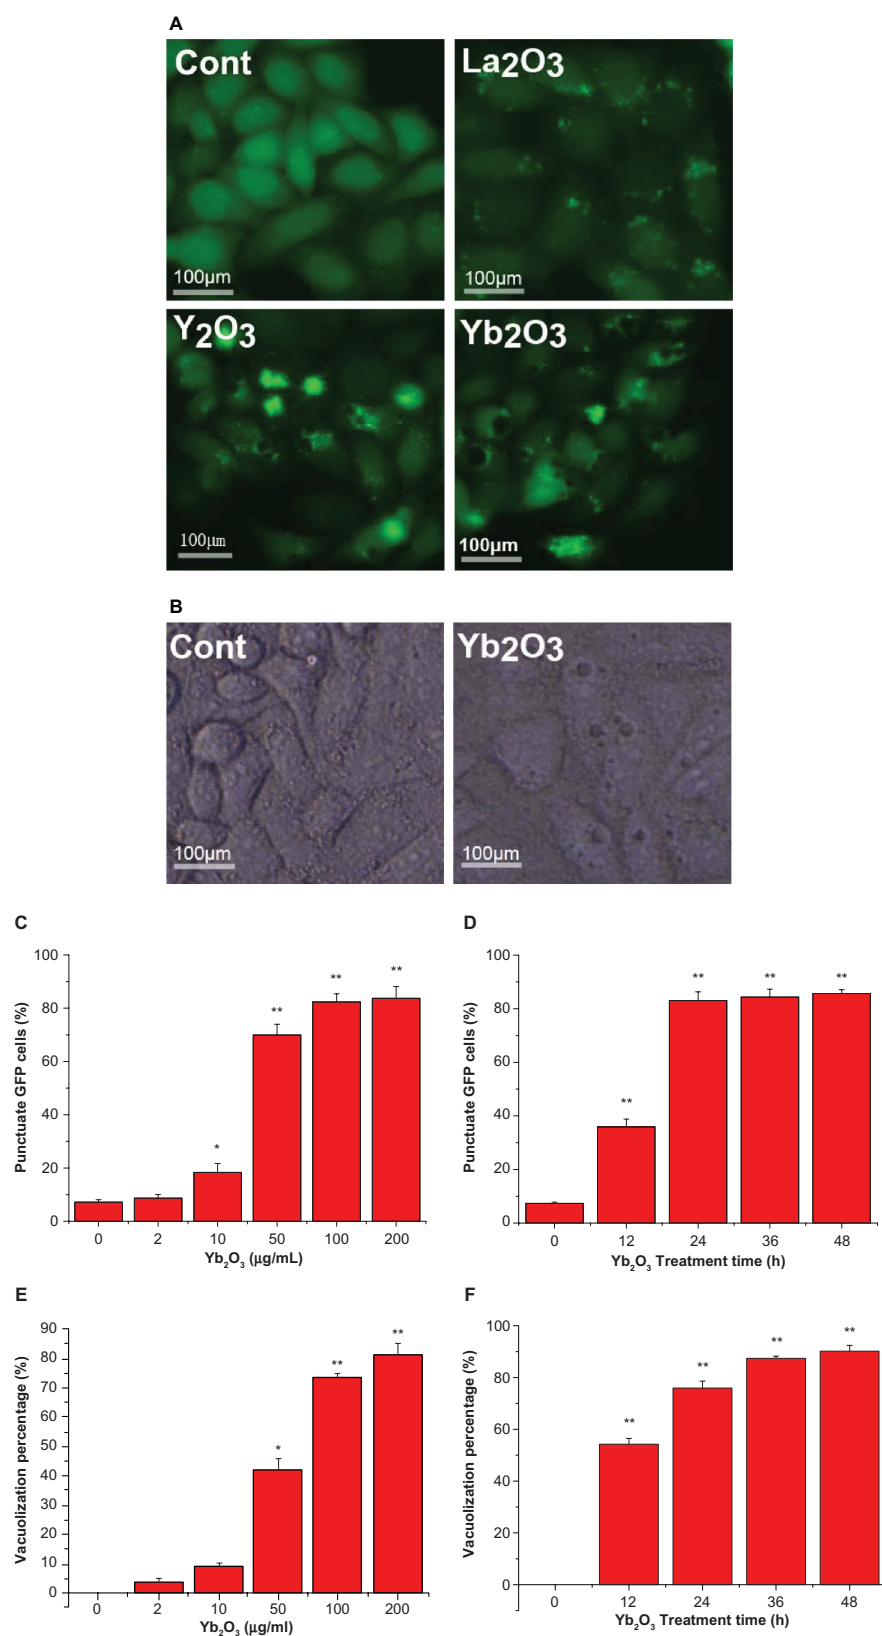 A
Cont
La2O3
100µm
100µm
Y2O3
Yb2O3
100µm
100µm
B
Cont
Yb2O3
100µm
100µm
C
Punctuate GFP cells (%)
100
80
60
40
20
0
*
**
**
**
0 2 10 50 100 200
Yb₂O₃ (µg/mL)
D
Punctuate GFP cells (%)
100
80
60
40
20
0
**
**
**
**
0 12 24 36 48
Yb₂O₃ Treatment time (h)
E
Vacuolization percentage (%)
90
80
70
60
50
40
30
20
10
0
*
**
**
0 2 10 50 100 200
Yb₂O₃ (µg/ml)
F
Vacuolization percentage (%)
100
80
60
40
20
0
**
**
**
**
0 12 24 36 48
Yb₂O₃ Treatment time (h)